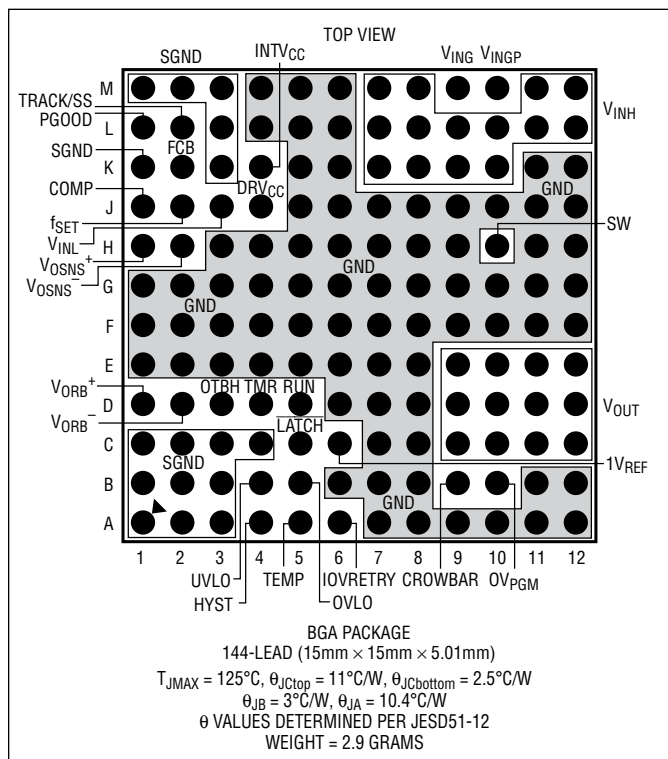 TOP VIEW
SGND
INTVCC
VING VINGP
M
TRACK/SS
VINH
PGOOD
L
FCB
SGND
K
DRVCC
GND
COMP
J
fSET
SW
VINL
H
VOSNS+
GND
VOSNS–
G
GND
F
E
VORB+
OTBH TMR RUN
D
VORB–
VOUT
LATCH
C
SGND
1VREF
B
GND
A
1 2 3 4 5 6 7 8 9 10 11 12
UVLO TEMP IOVRETRY CROWBAR OVPGM
HYST OVLO
BGA PACKAGE
144-LEAD (15mm × 15mm × 5.01mm)
TJMAX = 125°C, θJCtop = 11°C/W, θJCbottom = 2.5°C/W
θJB = 3°C/W, θJA = 10.4°C/W
θ VALUES DETERMINED PER JESD51-12
WEIGHT = 2.9 GRAMS